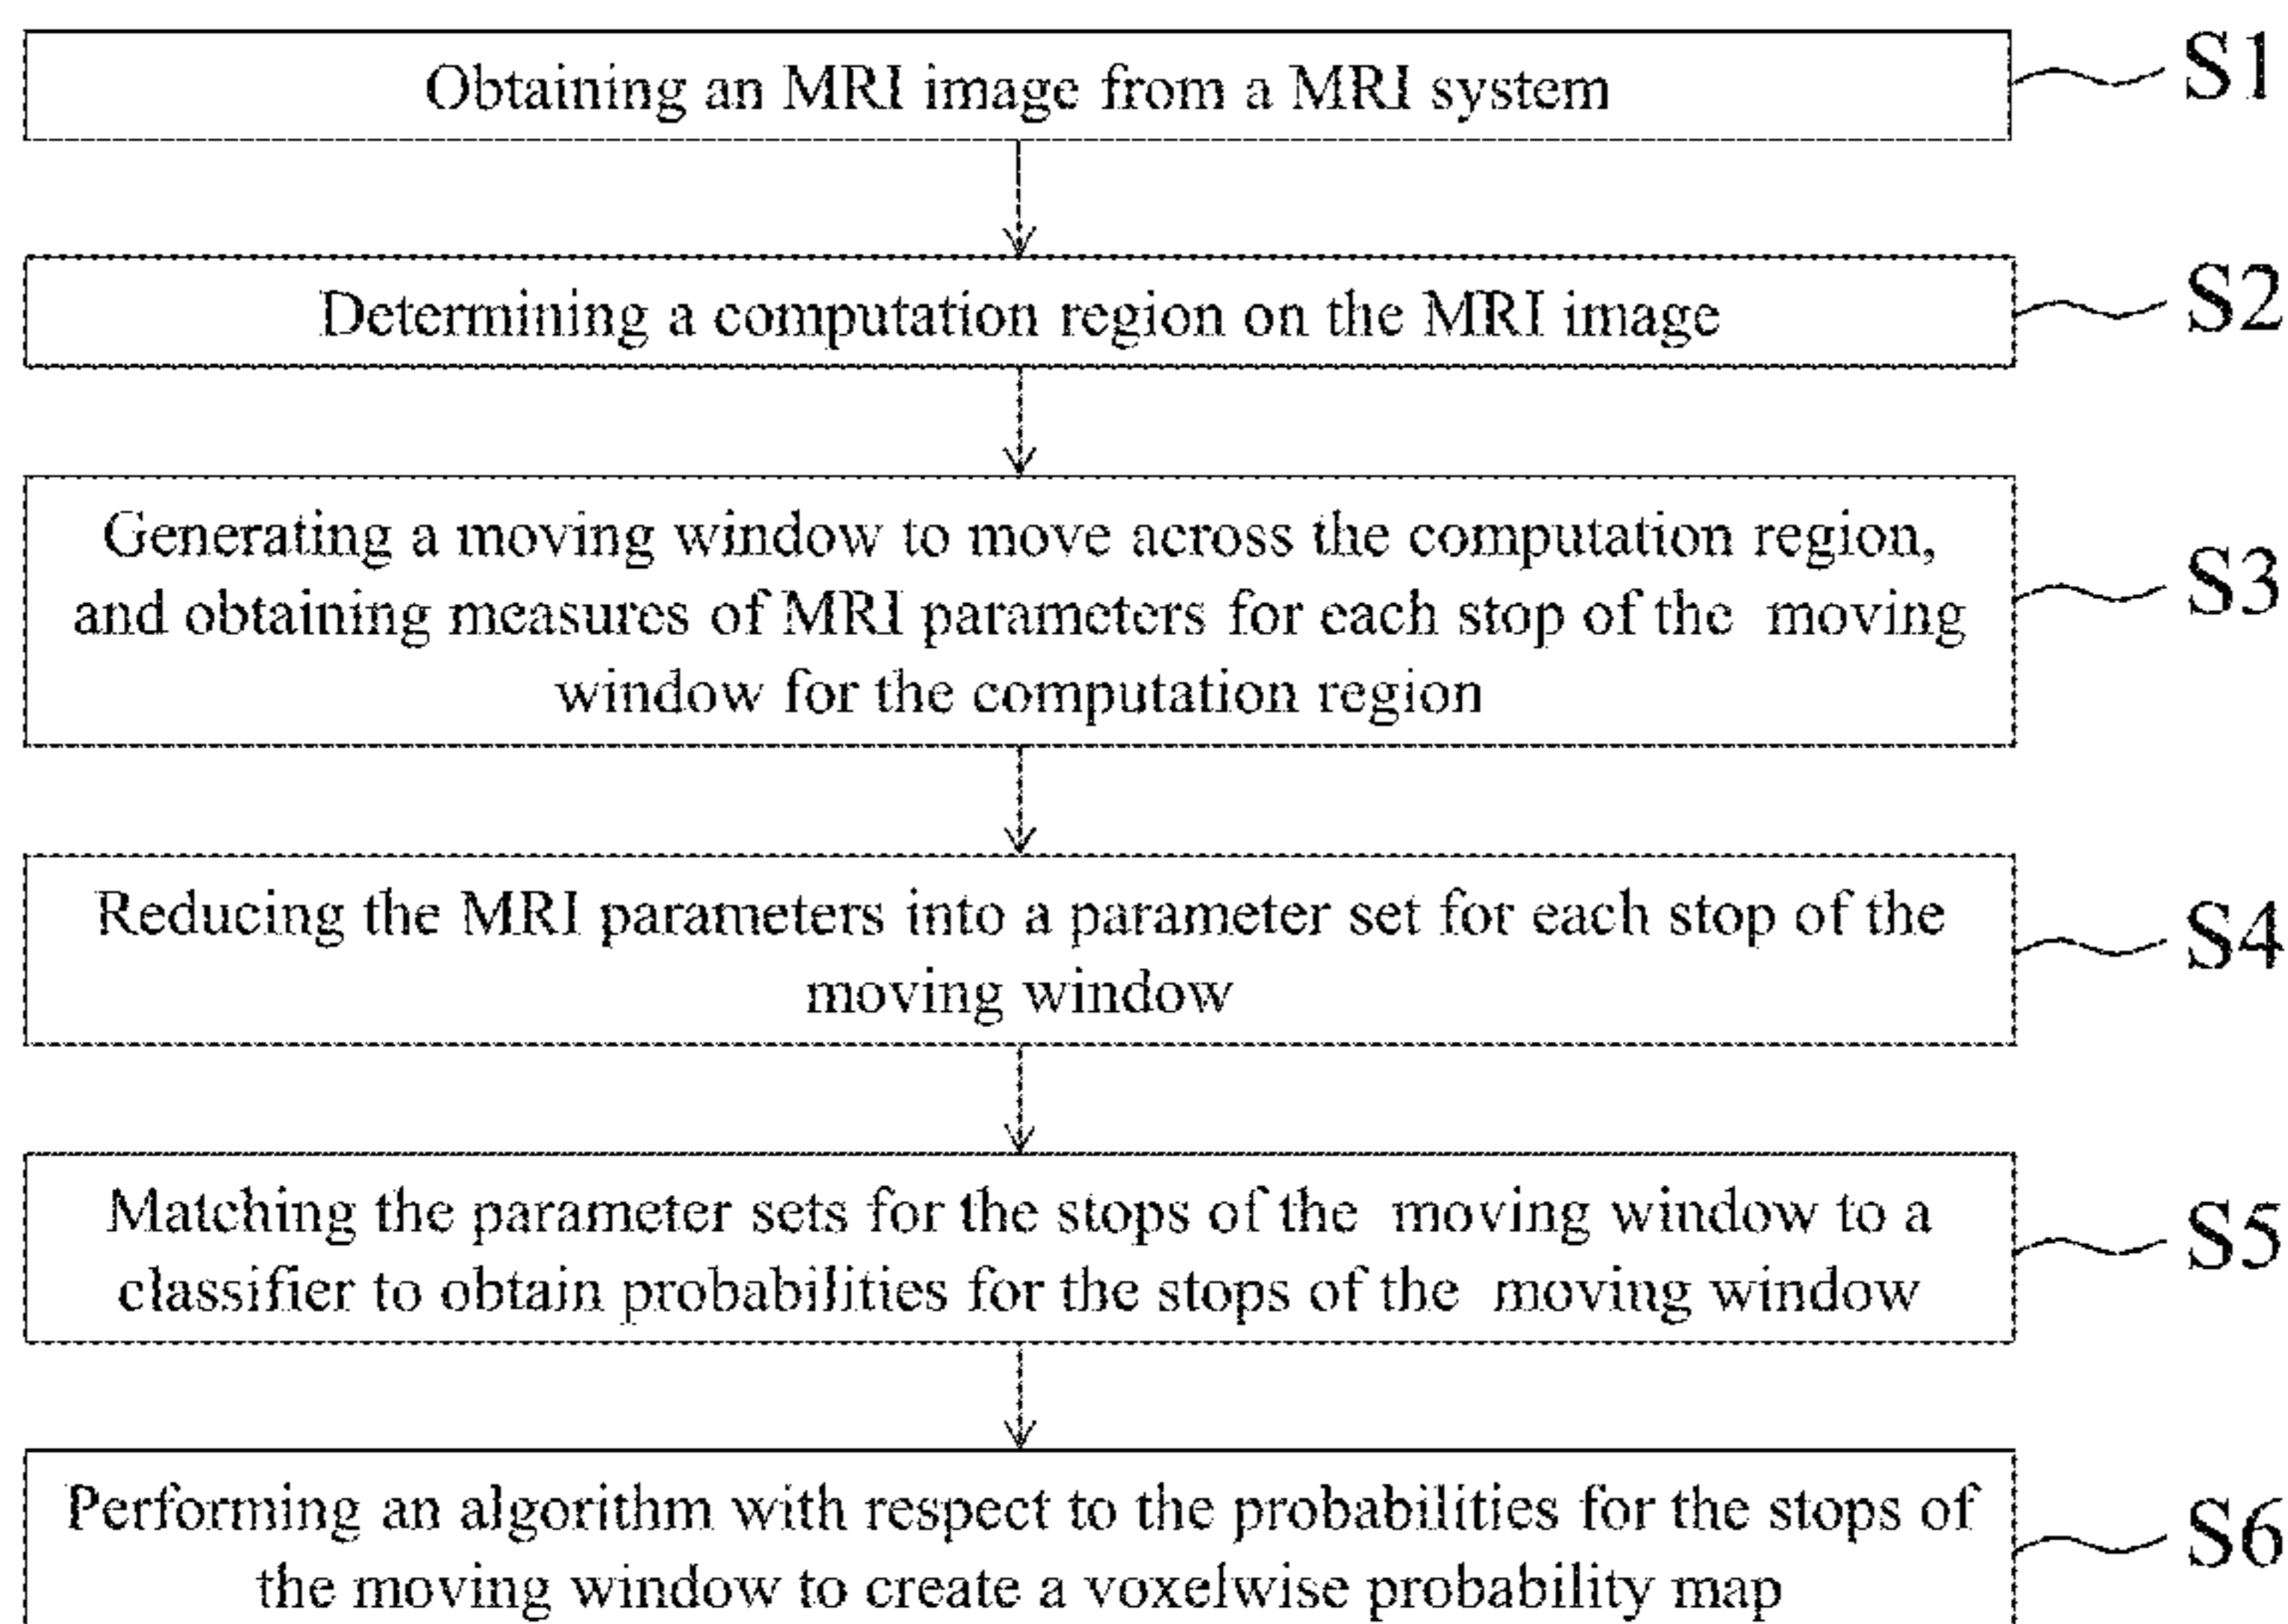 Obtaining an MRI image from a MRI system
S1
Determining a computation region on the MRI image
S2
Generating a moving window to move across the computation region,
and obtaining measures of MRI parameters for each stop of the moving
window for the computation region
S3
Reducing the MRI parameters into a parameter set for each stop of the
moving window
S4
Matching the parameter sets for the stops of the moving window to a
classifier to obtain probabilities for the stops of the moving window
S5
Performing an algorithm with respect to the probabilities for the stops of
the moving window to create a voxelwise probability map
S6